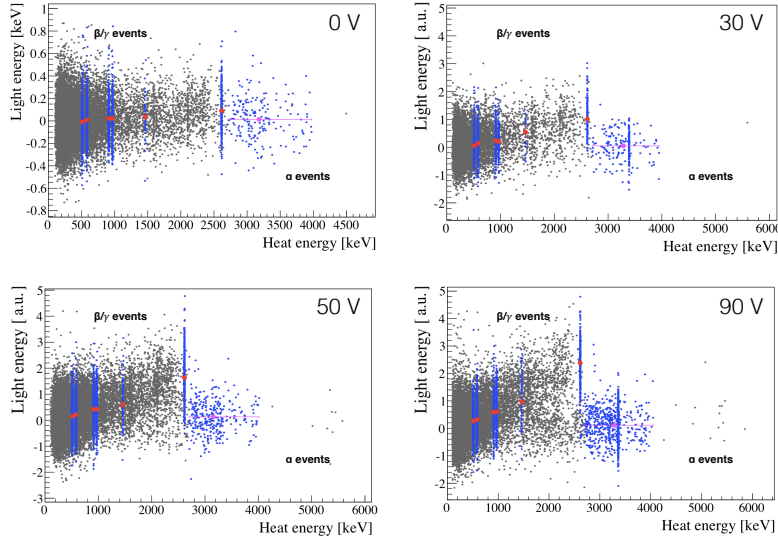 0 V
β/γ events
Light energy [keV]
1
0.8
0.6
0.4
0.2
0
-0.2
-0.4
-0.6
-0.8
α events
0 500 1000 1500 2000 2500 3000 3500 4000 4500
Heat energy [keV]
30 V
β/γ events
Light energy [ a.u.]
5
4
3
2
1
0
-1
-2
α events
0 1000 2000 3000 4000 5000 6000
Heat energy [keV]
50 V
β/γ events
Light energy [ a.u.]
5
4
3
2
1
0
-1
-2
-3
α events
0 1000 2000 3000 4000 5000 6000
Heat energy [keV]
90 V
β/γ events
Light energy [ a.u.]
5
4
3
2
1
0
-1
-2
α events
0 1000 2000 3000 4000 5000 6000
Heat energy [keV]